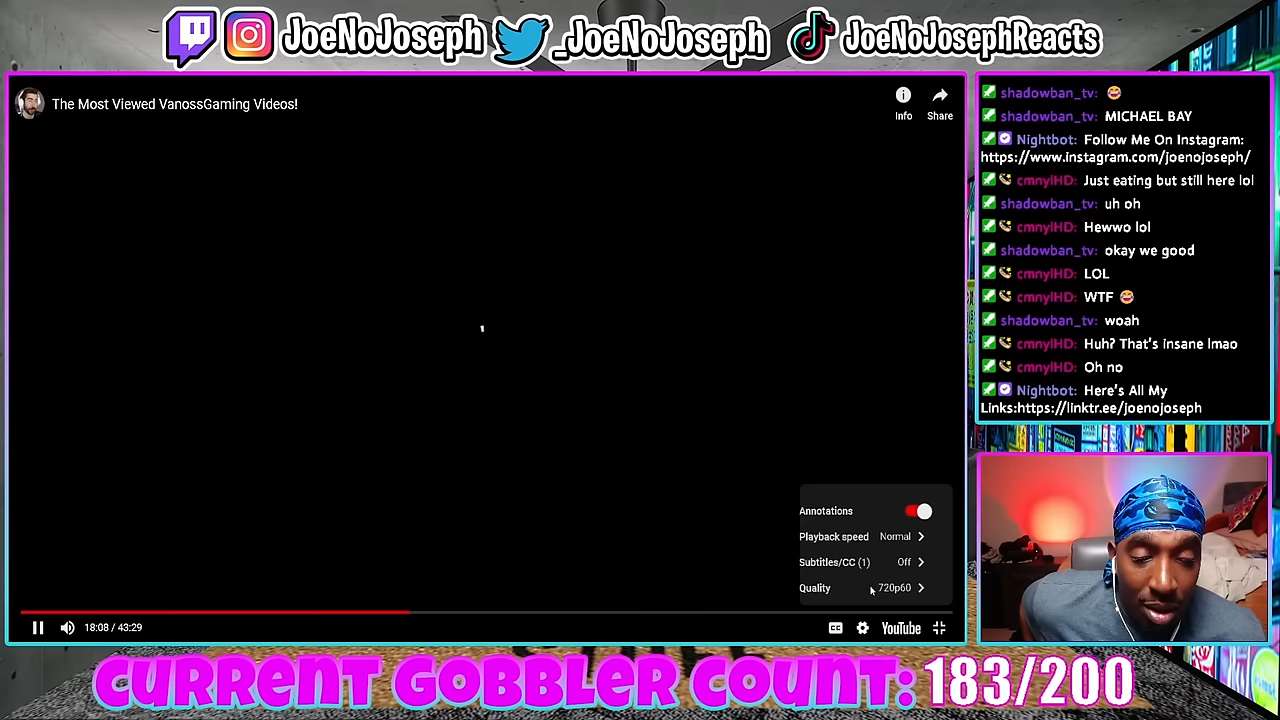 JoeNoJoseph
_JoeNoJoseph
JoeNoJosephReacts
The Most Viewed VanossGaming Videos!
Info
Share
shadowban_tv: 😂
shadowban_tv: MICHAEL BAY
Nightbot: Follow Me On Instagram:
https://www.instagram.com/joenojoseph/
cmnylHD: Just eating but still here lol
shadowban_tv: uh oh
cmnylHD: Hewwo lol
shadowban_tv: okay we good
cmnylHD: LOL
cmnylHD: WTF 😂
shadowban_tv: woah
cmnylHD: Huh? That's insane lmao
cmnylHD: Oh no
Nightbot: Here's All My
Links:https://linktr.ee/joenojoseph
Annotations
Playback speed Normal
Subtitles/CC (1) Off
Quality 720p60
18:08 / 43:29
CC
YouTube
CURRENT GOBBLER COUNT: 183/200